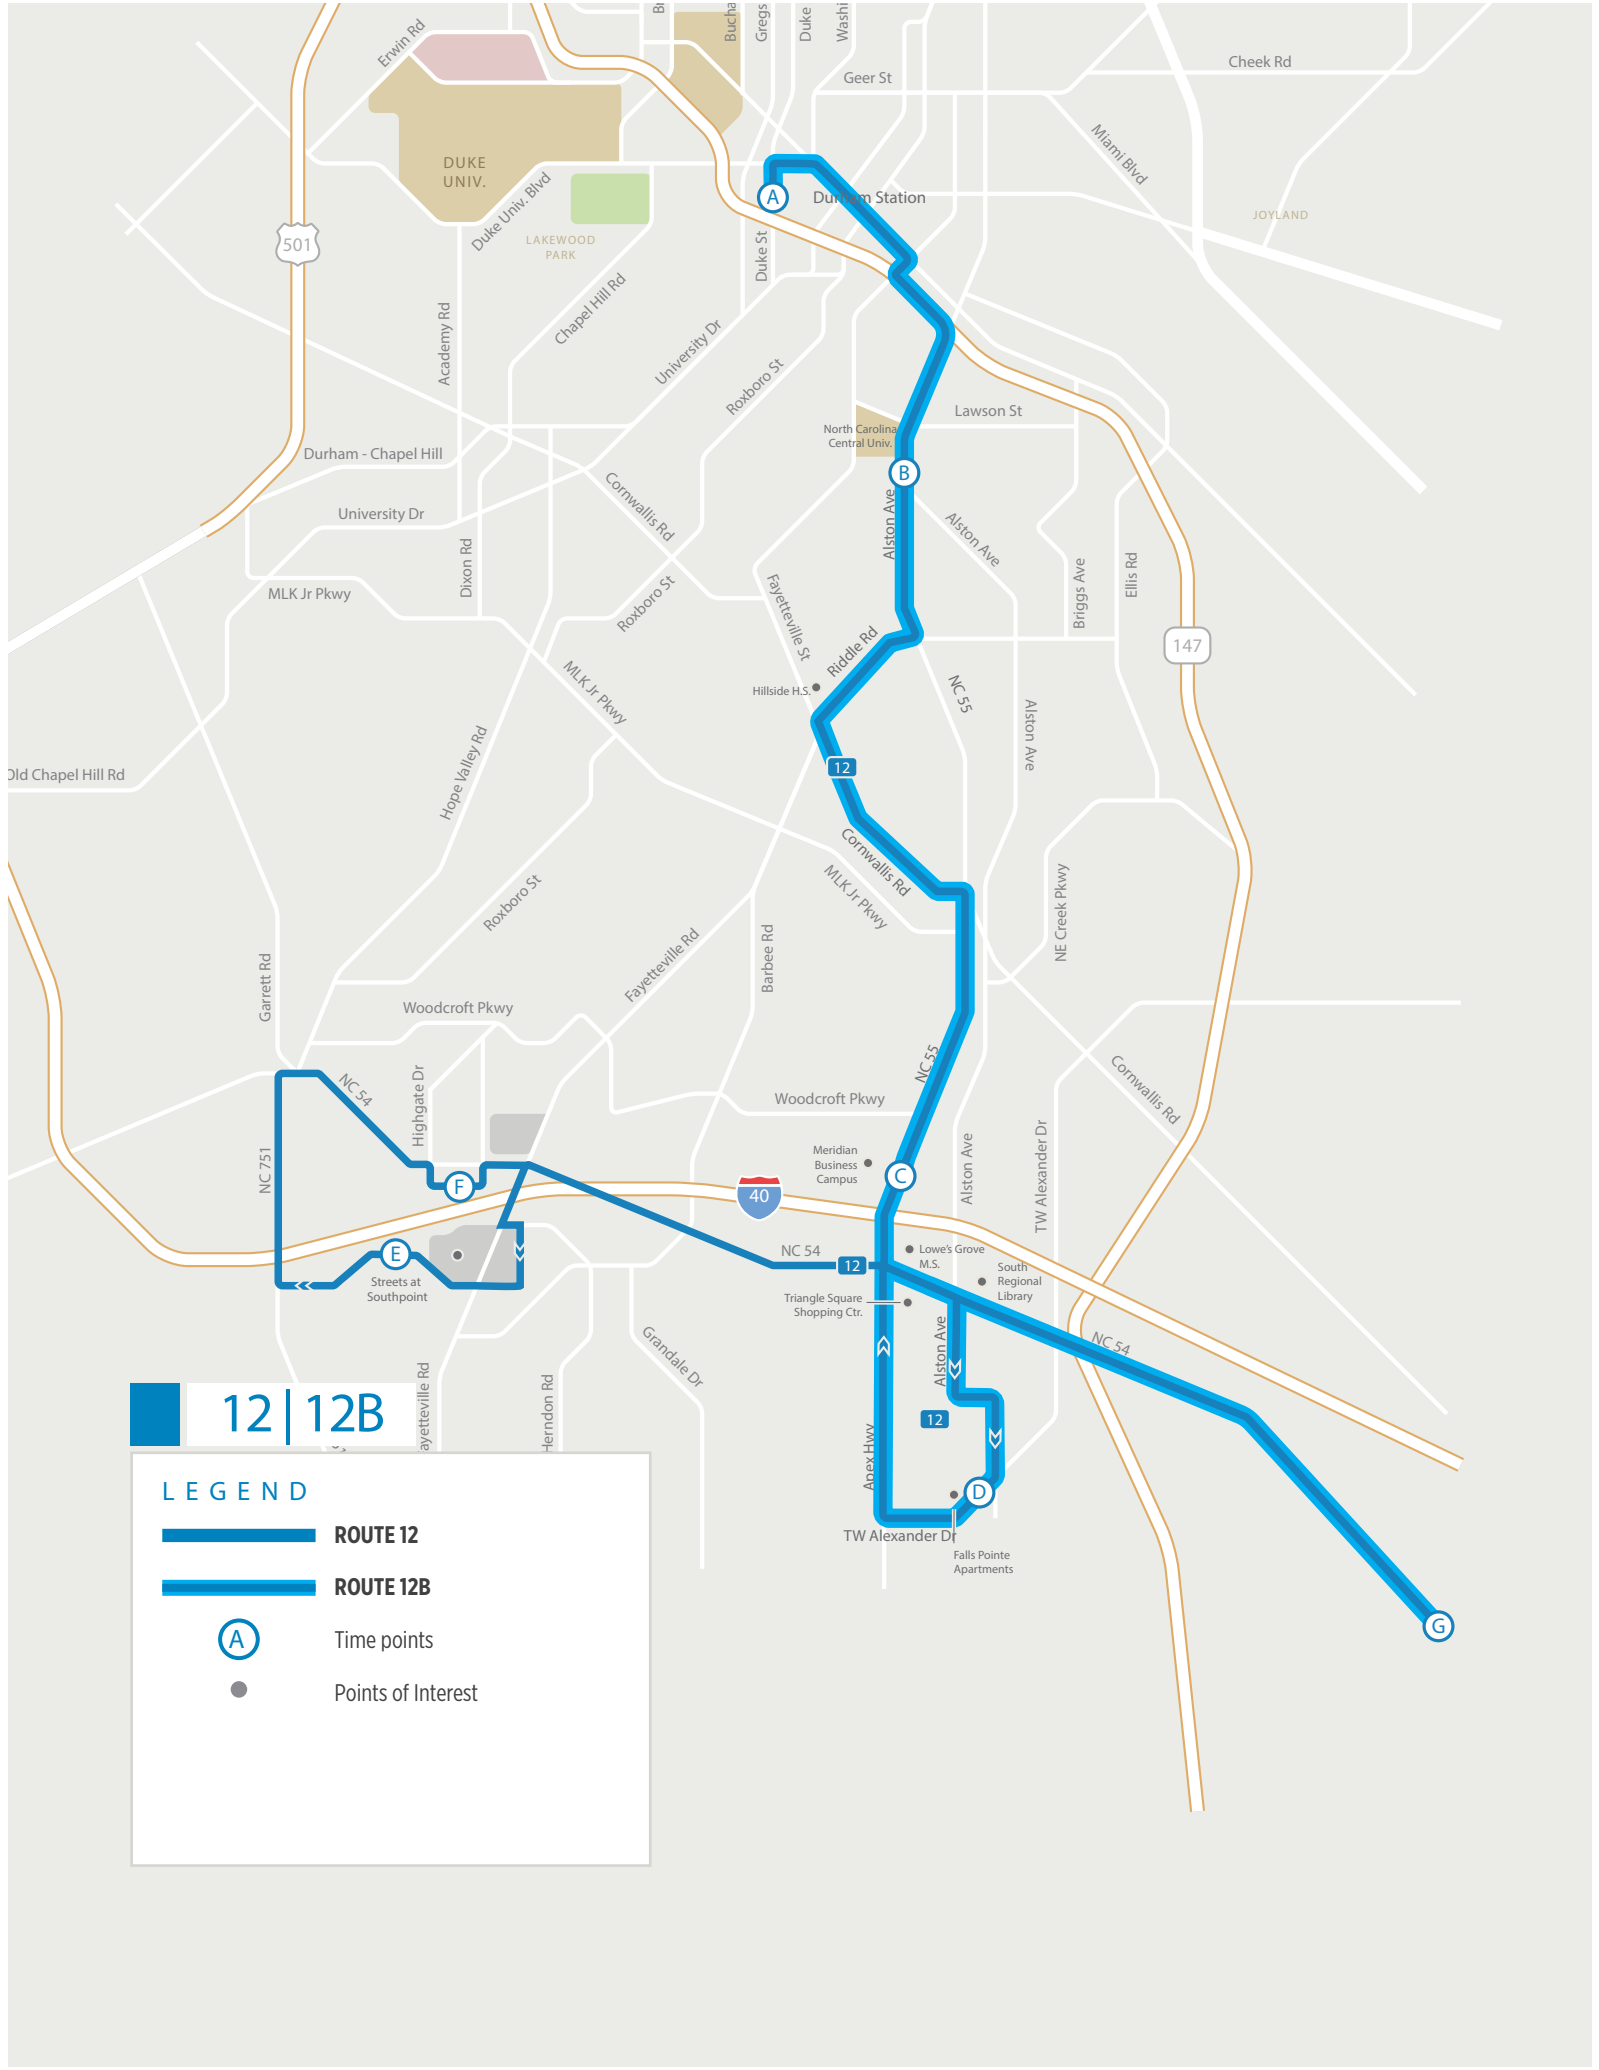 Erwin Rd
Bucha
Gregs
Duke
Washi
Geer St
Cheek Rd
Miami Blvd
DUKE
UNIV.
Duke Univ. Blvd
LAKEWOOD
PARK
501
A
Durham Station
JOYLAND
Duke St
Chapel Hill Rd
Academy Rd
University Dr
Roxboro St
Lawson St
North Carolina
Central Univ.
Durham - Chapel Hill
B
Cornwallis Rd
University Dr
Alston Ave
Alston Ave
Dixon Rd
MLK Jr Pkwy
Roxboro St
Fayetteville St
Briggs Ave
Ellis Rd
147
Riddle Rd
Hillside H.S.
MLK Jr Pkwy
NC 55
Alston Ave
Hope Valley Rd
Old Chapel Hill Rd
12
Cornwallis Rd
MLK Jr Pkwy
Roxboro St
NE Creek Pkwy
Garrett Rd
Fayetteville Rd
Barbee Rd
Woodcroft Pkwy
NC 55
NC 54
Highgate Dr
Woodcroft Pkwy
Cornwallis Rd
NC 751
Meridian
Business
Campus
C
Alston Ave
TW Alexander Dr
F
40
E
Streets at
Southpoint
NC 54
12
Lowe's Grove
M.S.
South
Regional
Library
Triangle Square
Shopping Ctr.
Alston Ave
NC 54
Grandale Dr
ayetteville Rd
Herndon Rd
12
Apex Hwy
D
TW Alexander Dr
Falls Pointe
Apartments
G
12 | 12B
LEGEND
ROUTE 12
ROUTE 12B
A
Time points
Points of Interest